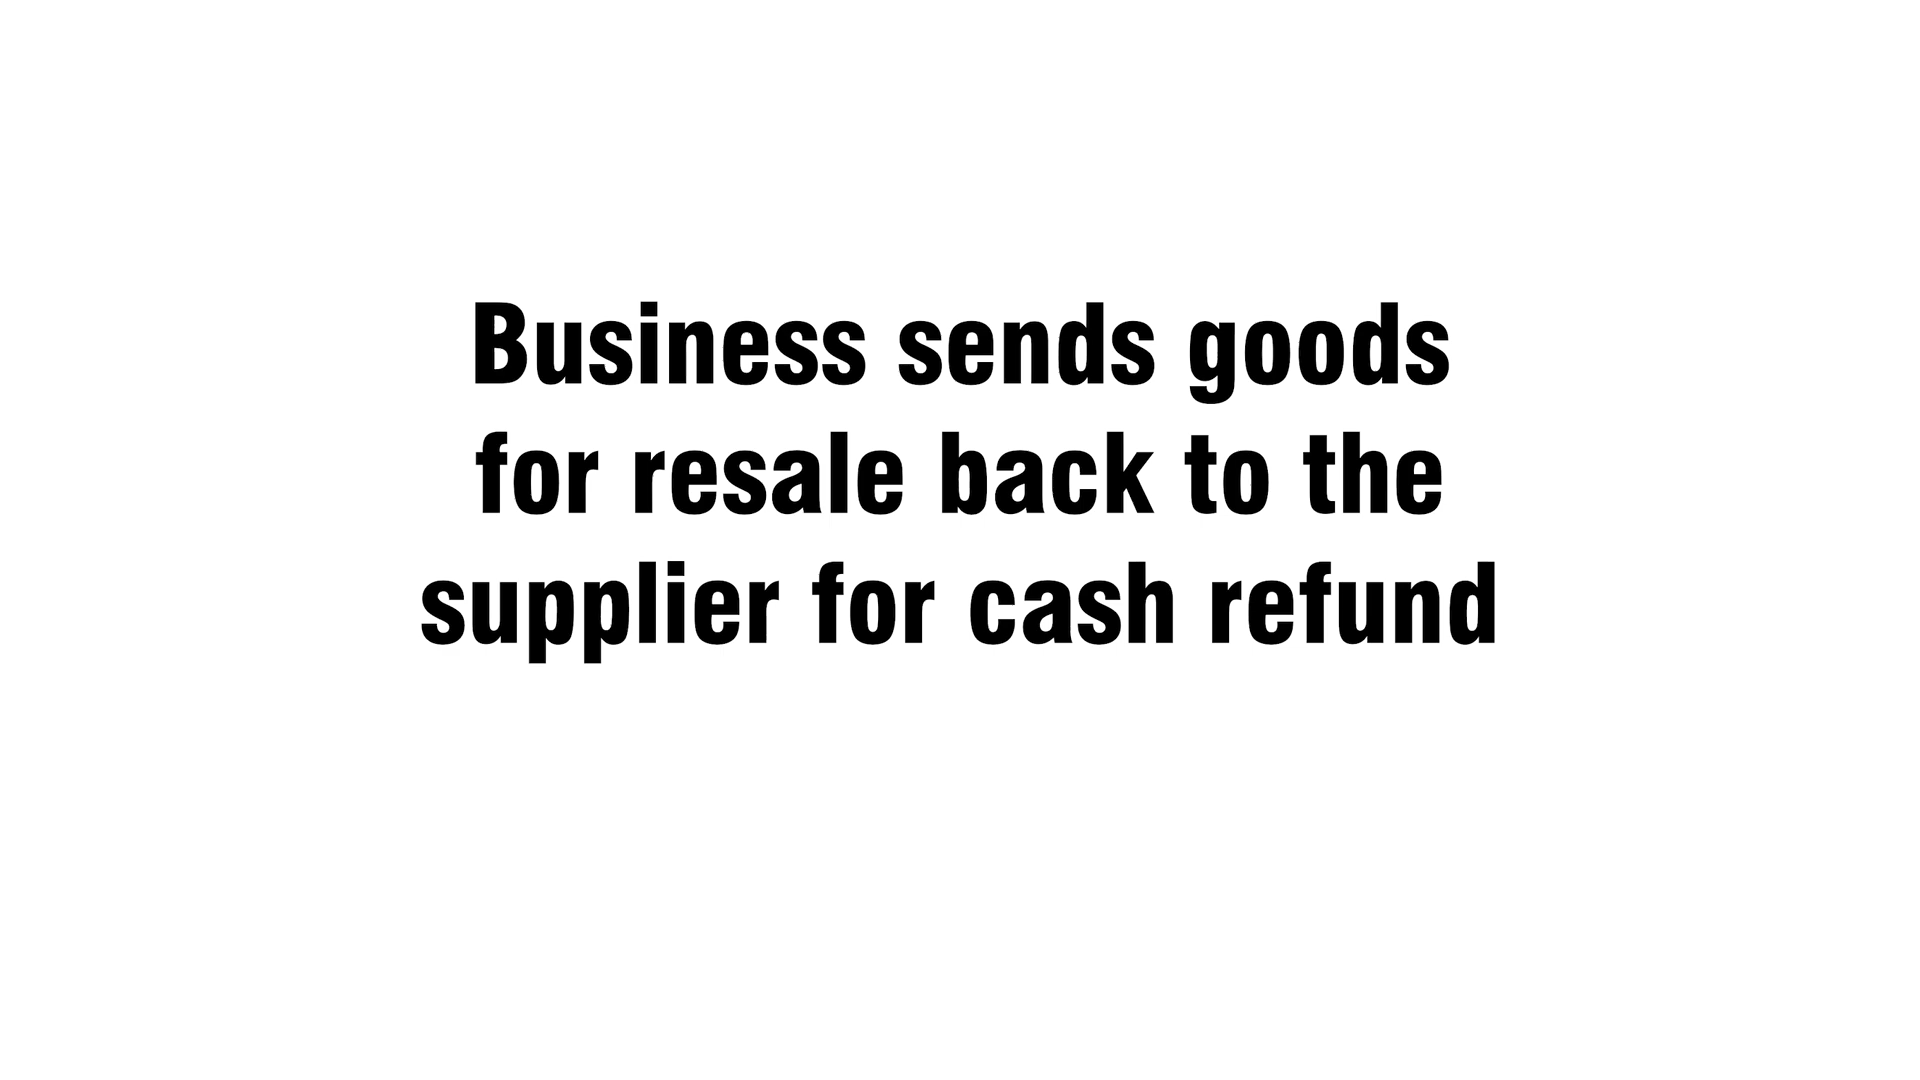 Business sends goods
for resale back to the
supplier for cash refund